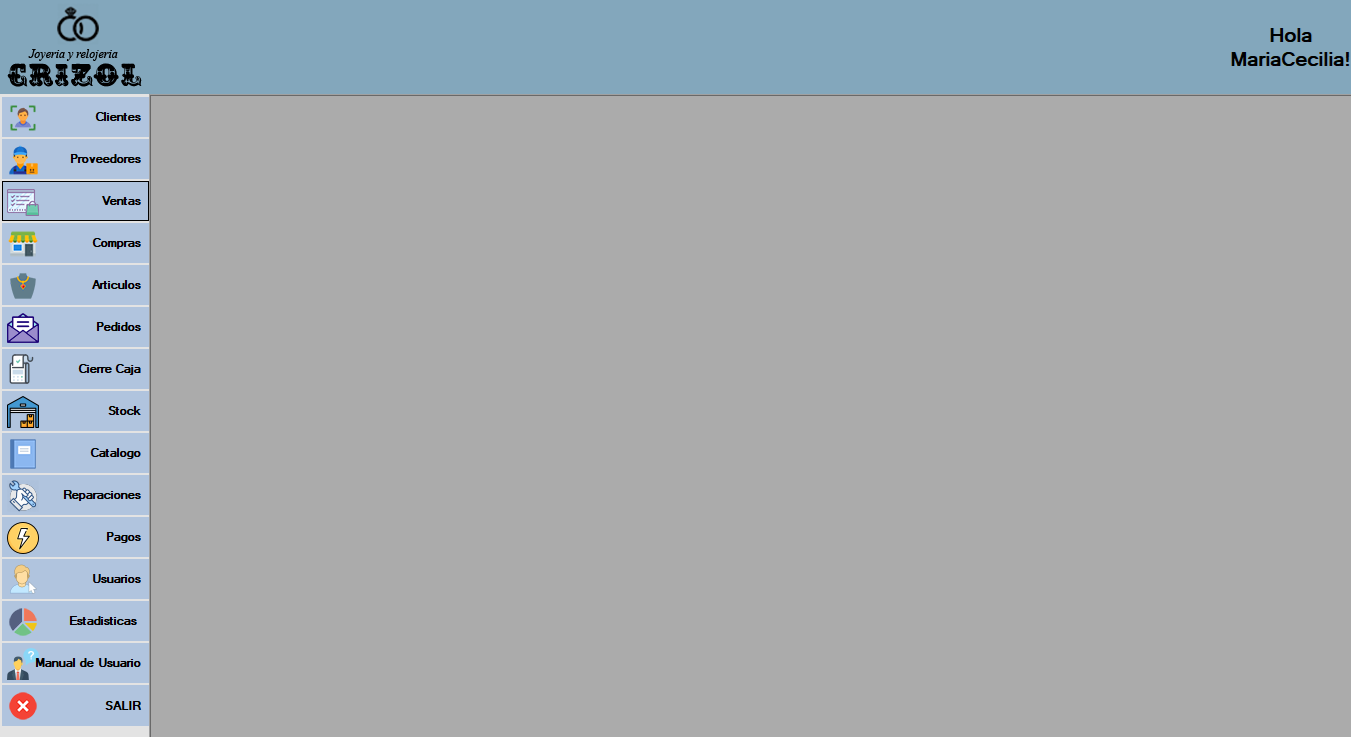 Joyeria y relojeria
CRIZOL
Hola
MariaCecilia!
Clientes
Proveedores
Ventas
Compras
Articulos
Pedidos
Cierre Caja
Stock
Catalogo
Reparaciones
Pagos
Usuarios
Estadisticas
Manual de Usuario
SALIR